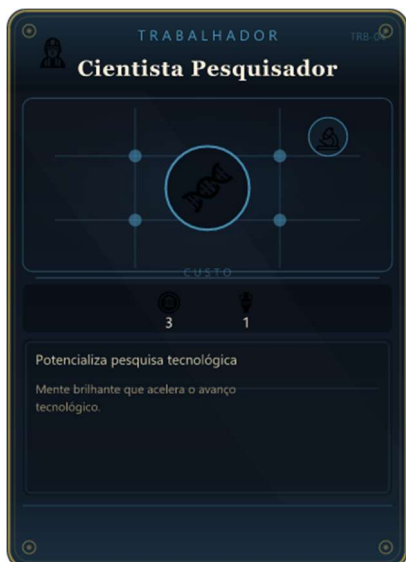 TRABALHADOR
Cientista Pesquisador
CUSTO
3 1
Potencializa pesquisa tecnológica
Mente brilhante que acelera o avanço
tecnológico.